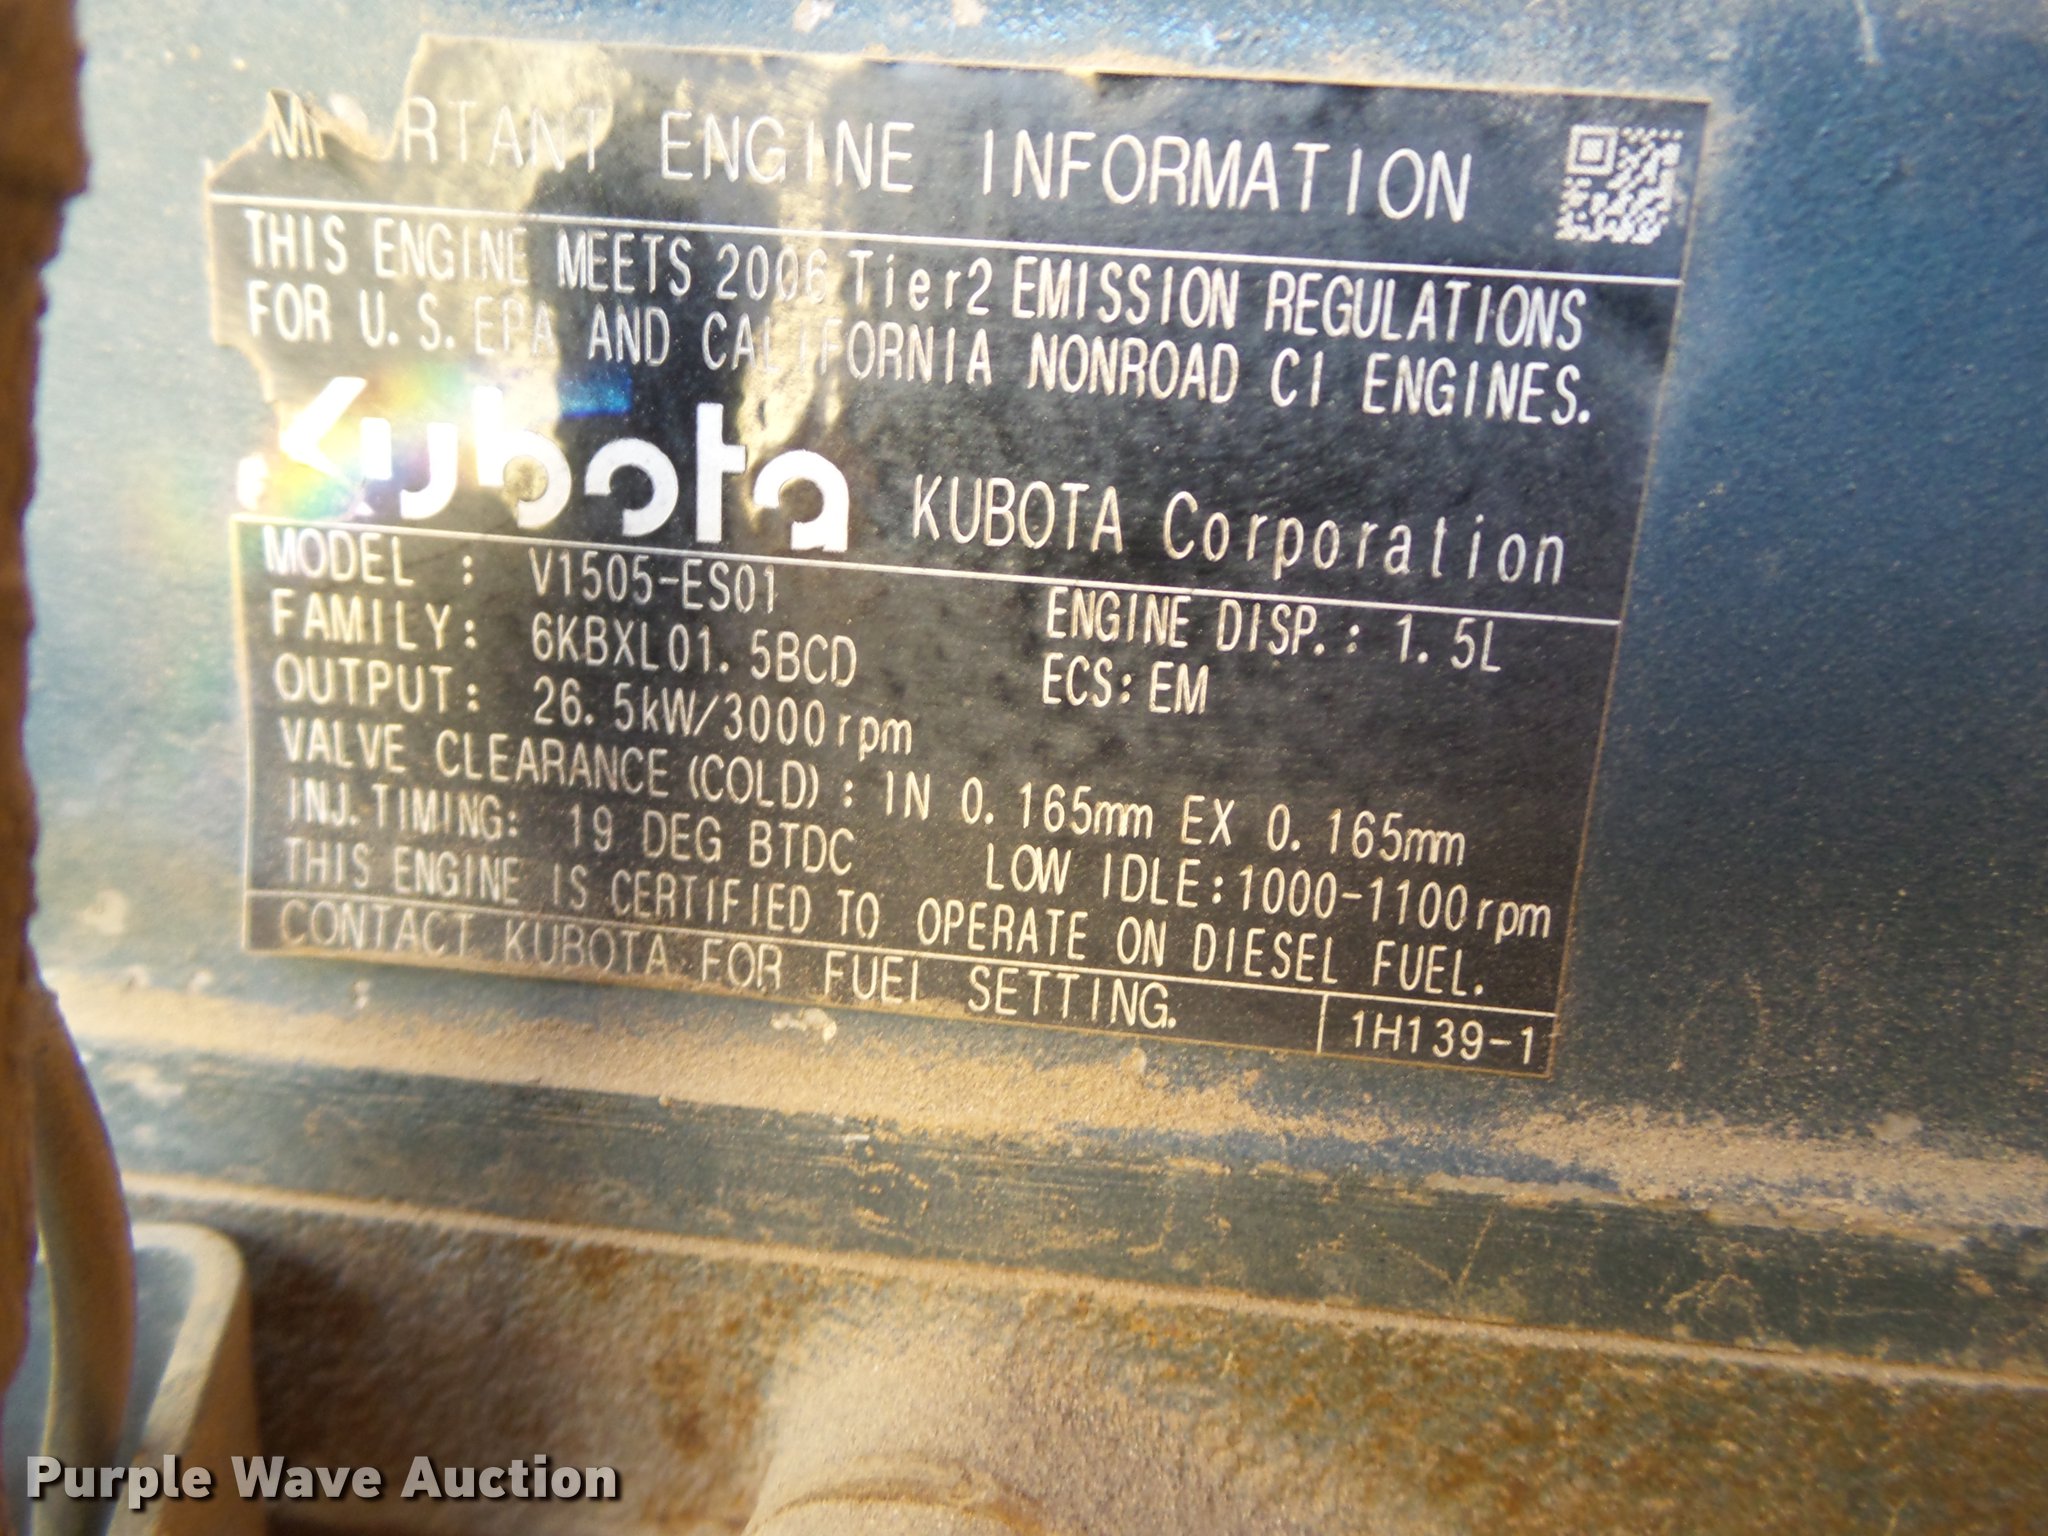 RTANT ENGINE INFORMATION
THIS ENGINE MEETS 2006 Tier2 EMISSION REGULATIONS
FOR U.S. EPA AND CALIFORNIA NONROAD CI ENGINES.
Kubota KUBOTA Corporation
MODEL : V1505-ES01 ENGINE DISP.: 1.5L
FAMILY: 6KBXL01.5BCD ECS: EM
OUTPUT: 26.5kW/3000rpm
VALVE CLEARANCE (COLD) : IN 0.165mm EX 0.165mm
INJ.TIMING: 19 DEG BTDC LOW IDLE:1000-1100rpm
THIS ENGINE IS CERTIFIED TO OPERATE ON DIESEL FUEL.
CONTACT KUBOTA FOR FUEL SETTING. 1H139-1
Purple Wave Auction